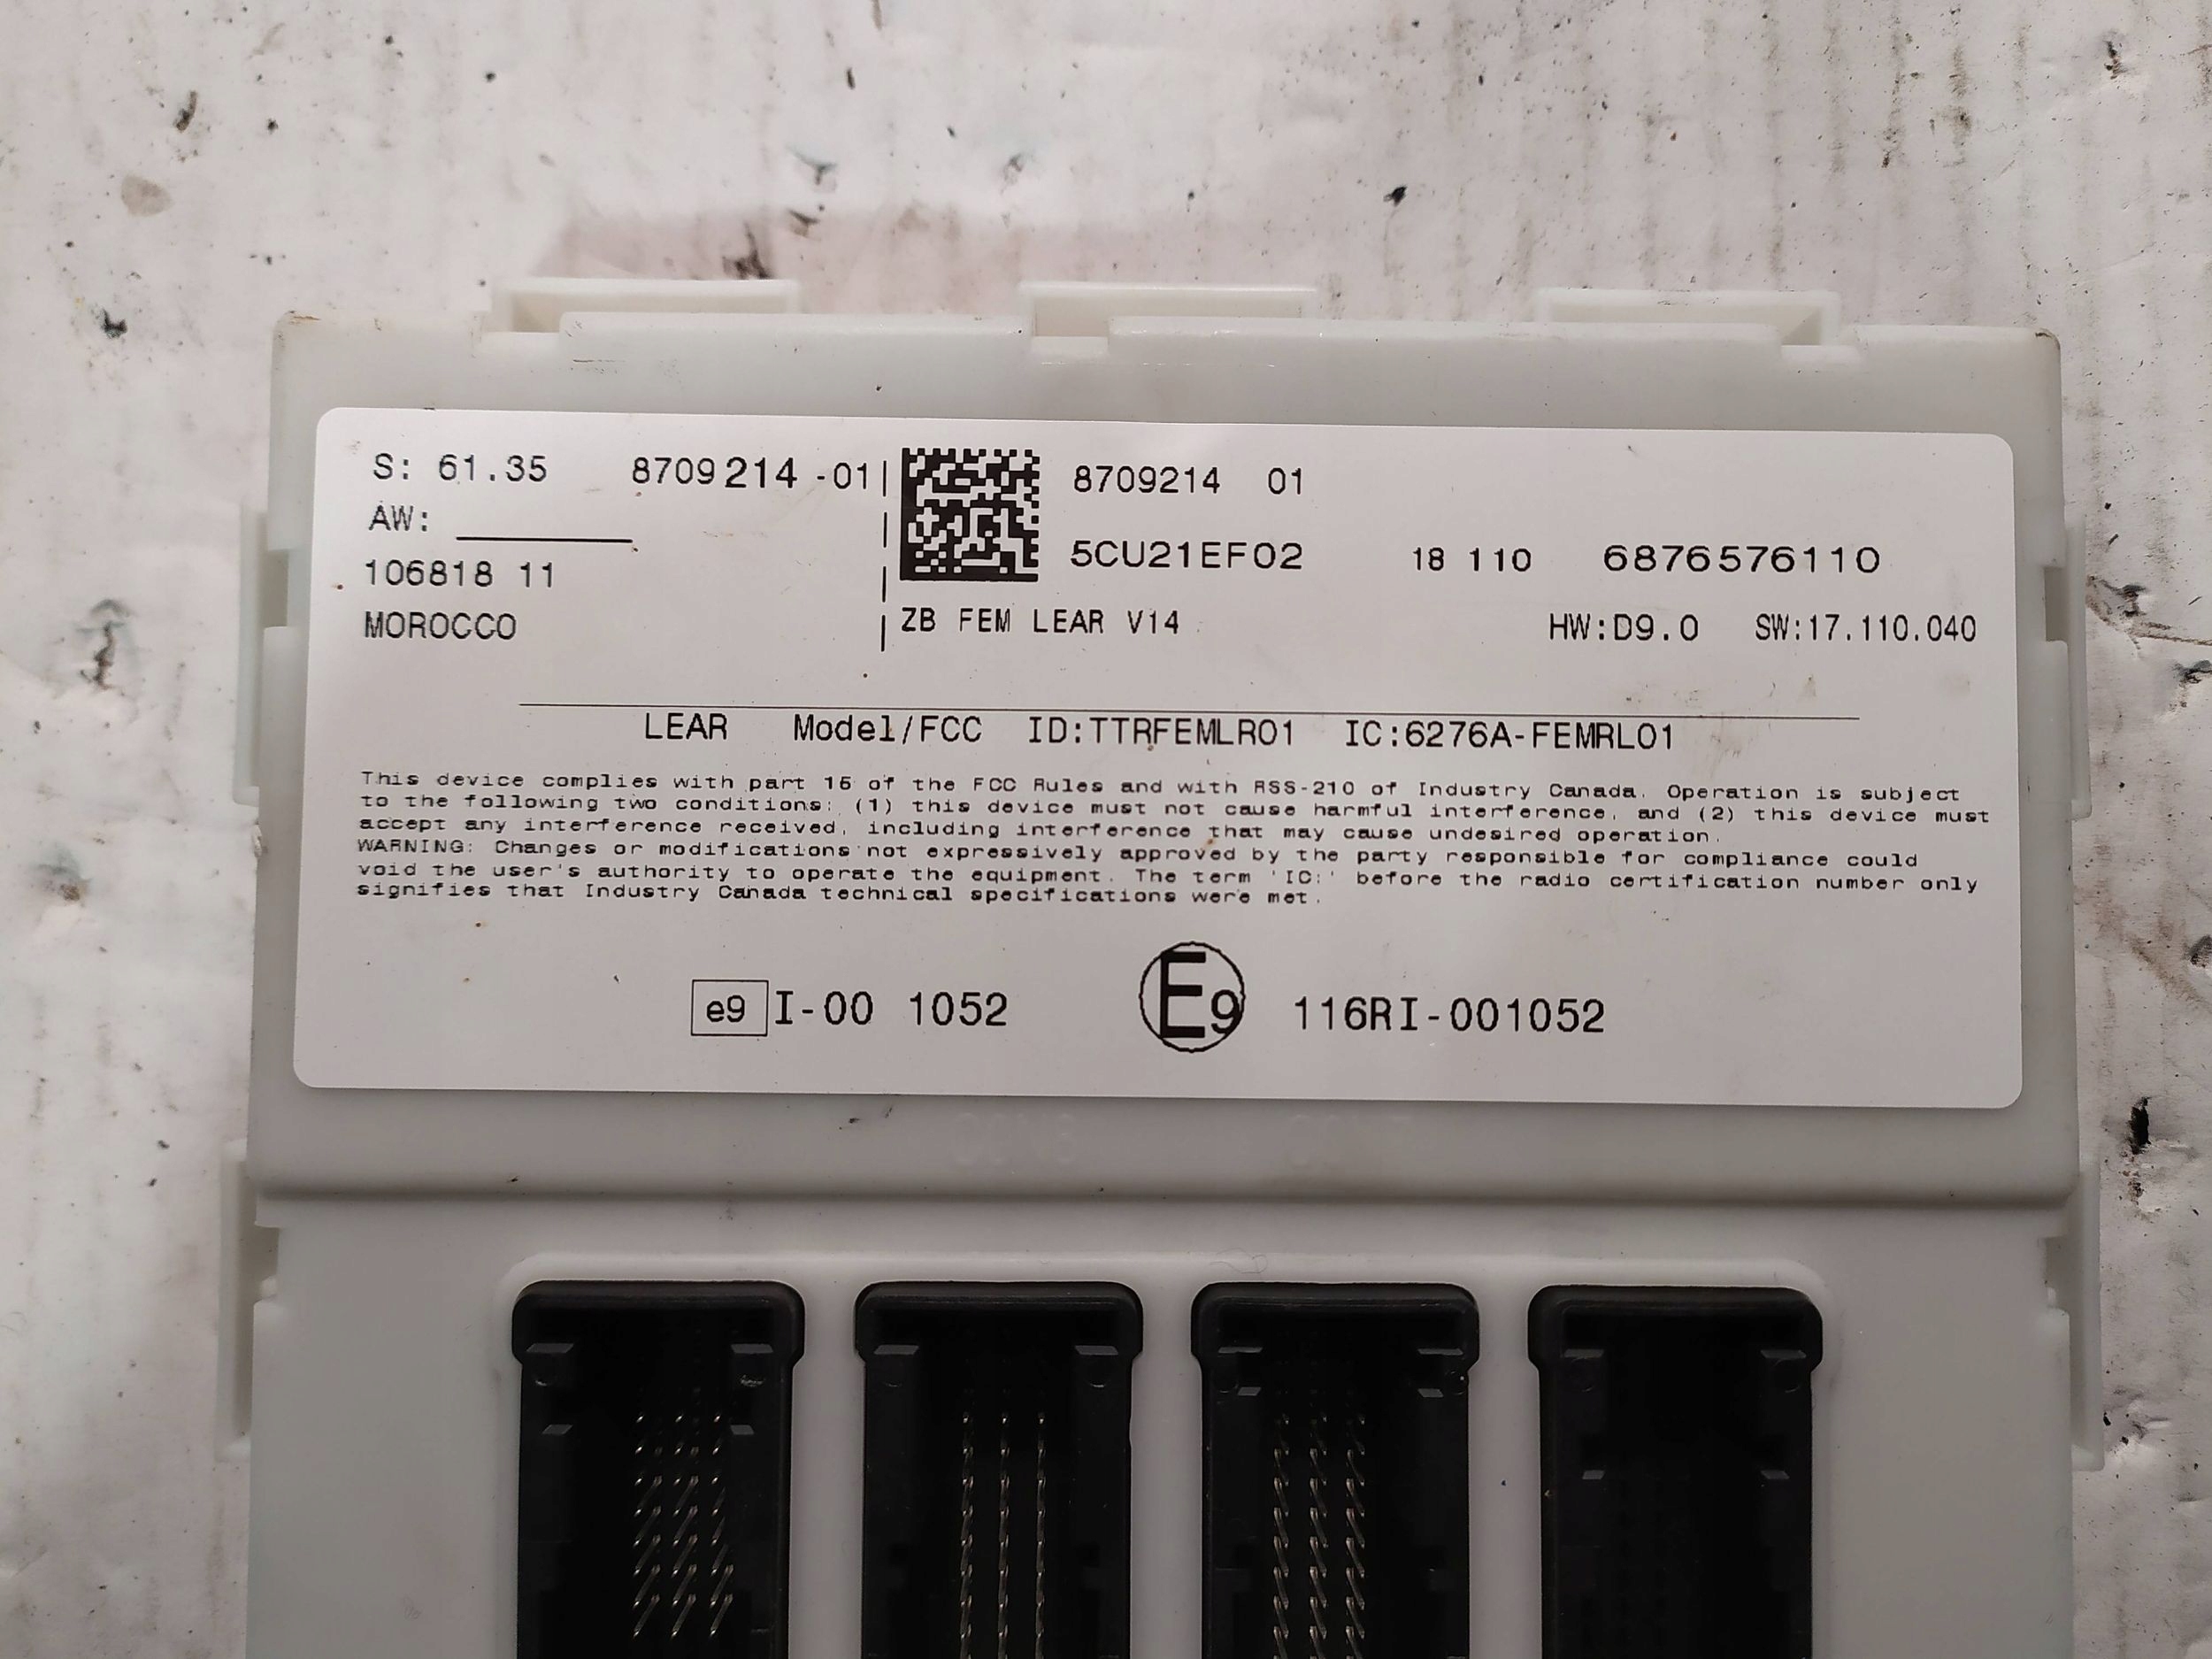 S: 61.35 8709214 -01
AW:
106818 11
MOROCCO
8709214 01
5CU21EF02 18 110 6876576110
ZB FEM LEAR V14 HW:D9.0 SW:17.110.040
LEAR Model/FCC ID:TTRFEMLR01 IC:6276A-FEMRL01
This device complies with part 15 of the FCC Rules and with RSS-210 of Industry Canada. Operation is subject
to the following two conditions: (1) this device must not cause harmful interference, and (2) this device must
accept any interference received, including interference that may cause undesired operation.
WARNING: Changes or modifications not expressively approved by the party responsible for compliance could
void the user's authority to operate the equipment. The term 'IC:' before the radio certification number only
signifies that Industry Canada technical specifications were met.
e9 I-00 1052 E9 116RI-001052